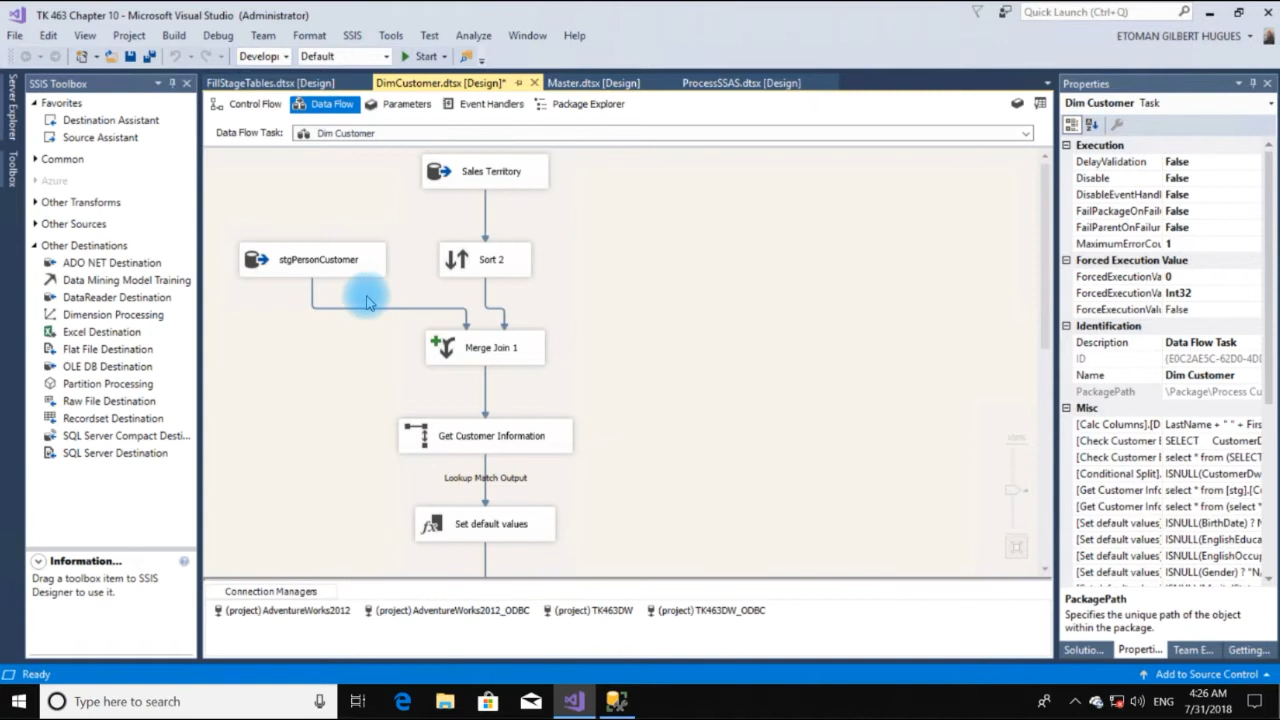 TK 463 Chapter 10 - Microsoft Visual Studio (Administrator)
Quick Launch (Ctrl+Q)
File Edit View Project Build Debug Team Format SSIS Tools Test Analyze Window Help
ETOMAN GILBERT HUGUES
Developi Default Start
Server Explorer
Toolbox
SSIS Toolbox
Favorites
Destination Assistant
Source Assistant
Common
Azure
Other Transforms
Other Sources
Other Destinations
ADO NET Destination
Data Mining Model Training
DataReader Destination
Dimension Processing
Excel Destination
Flat File Destination
OLE DB Destination
Partition Processing
Raw File Destination
Recordset Destination
SQL Server Compact Desti...
SQL Server Destination
Information...
Drag a toolbox item to SSIS
Designer to use it.
FillStageTables.dtsx [Design] DimCustomer.dtsx [Design]* Master.dtsx [Design] ProcessSSAS.dtsx [Design]
Control Flow Data Flow Parameters Event Handlers Package Explorer
Data Flow Task: Dim Customer
Sales Territory
stgPersonCustomer
Sort 2
Merge Join 1
Get Customer Information
Lookup Match Output
Set default values
Connection Managers
(project) AdventureWorks2012 (project) AdventureWorks2012_ODBC (project) TK463DW (project) TK463DW_ODBC
Properties
Dim Customer Task
Execution
DelayValidation False
Disable False
DisableEventHandl False
FailPackageOnFail False
FailParentOnFailur False
MaximumErrorCou 1
Forced Execution Value
ForcedExecutionVa 0
ForcedExecutionVa Int32
ForceExecutionVal False
Identification
Description Data Flow Task
ID {E0C2AE5C-62D0-4DD
Name Dim Customer
PackagePath \Package\Process Cu
Misc
[Calc Columns].[D LastName + " " + Firs
[Check Customer E SELECT CustomerD
[Check Customer E select * from (SELECT
[Conditional Split]. ISNULL(CustomerDw
[Get Customer Info select * from [stg].[C
[Get Customer Info select * from (select
[Set default values] ISNULL(BirthDate) ?
[Set default values] ISNULL(EnglishEduca
[Set default values] ISNULL(EnglishOccup
[Set default values] ISNULL(Gender) ? "N
PackagePath
Specifies the unique path of the object
within the package.
Solutio... Properti... Team E... Getting...
Ready
Add to Source Control
Type here to search
ENG
4:26 AM
7/31/2018